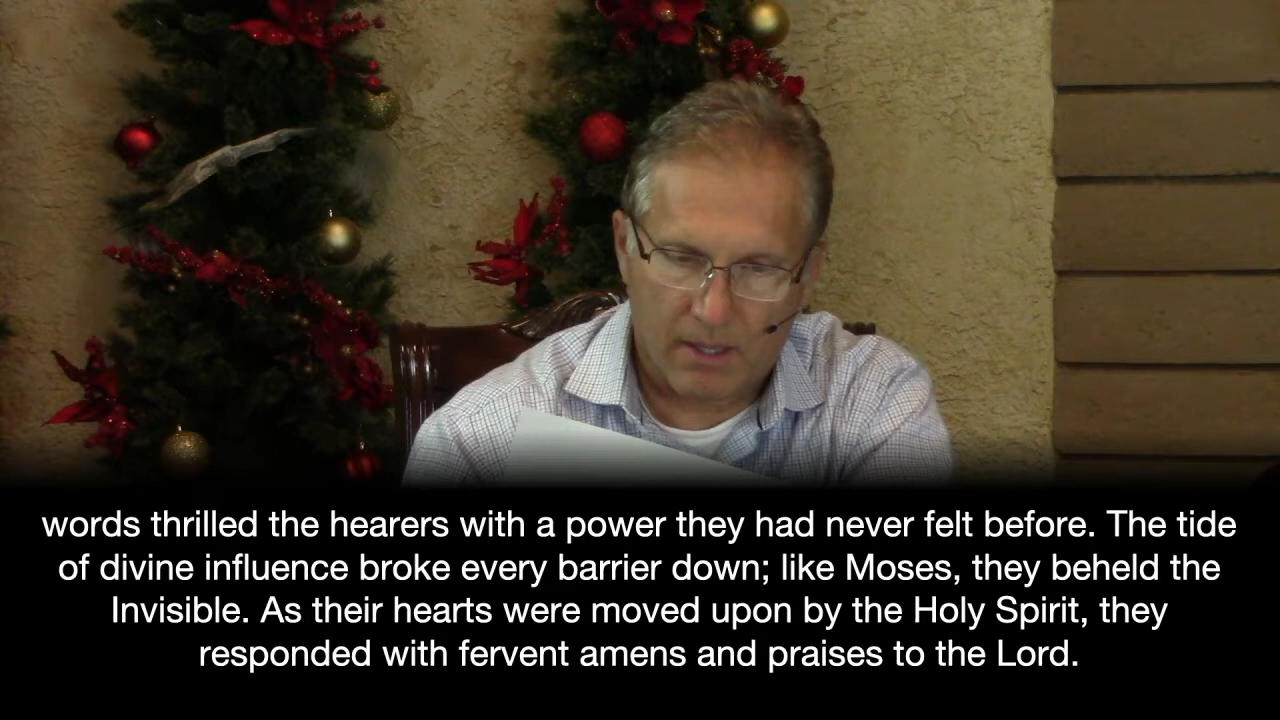 words thrilled the hearers with a power they had never felt before. The tide
of divine influence broke every barrier down; like Moses, they beheld the
Invisible. As their hearts were moved upon by the Holy Spirit, they
responded with fervent amens and praises to the Lord.